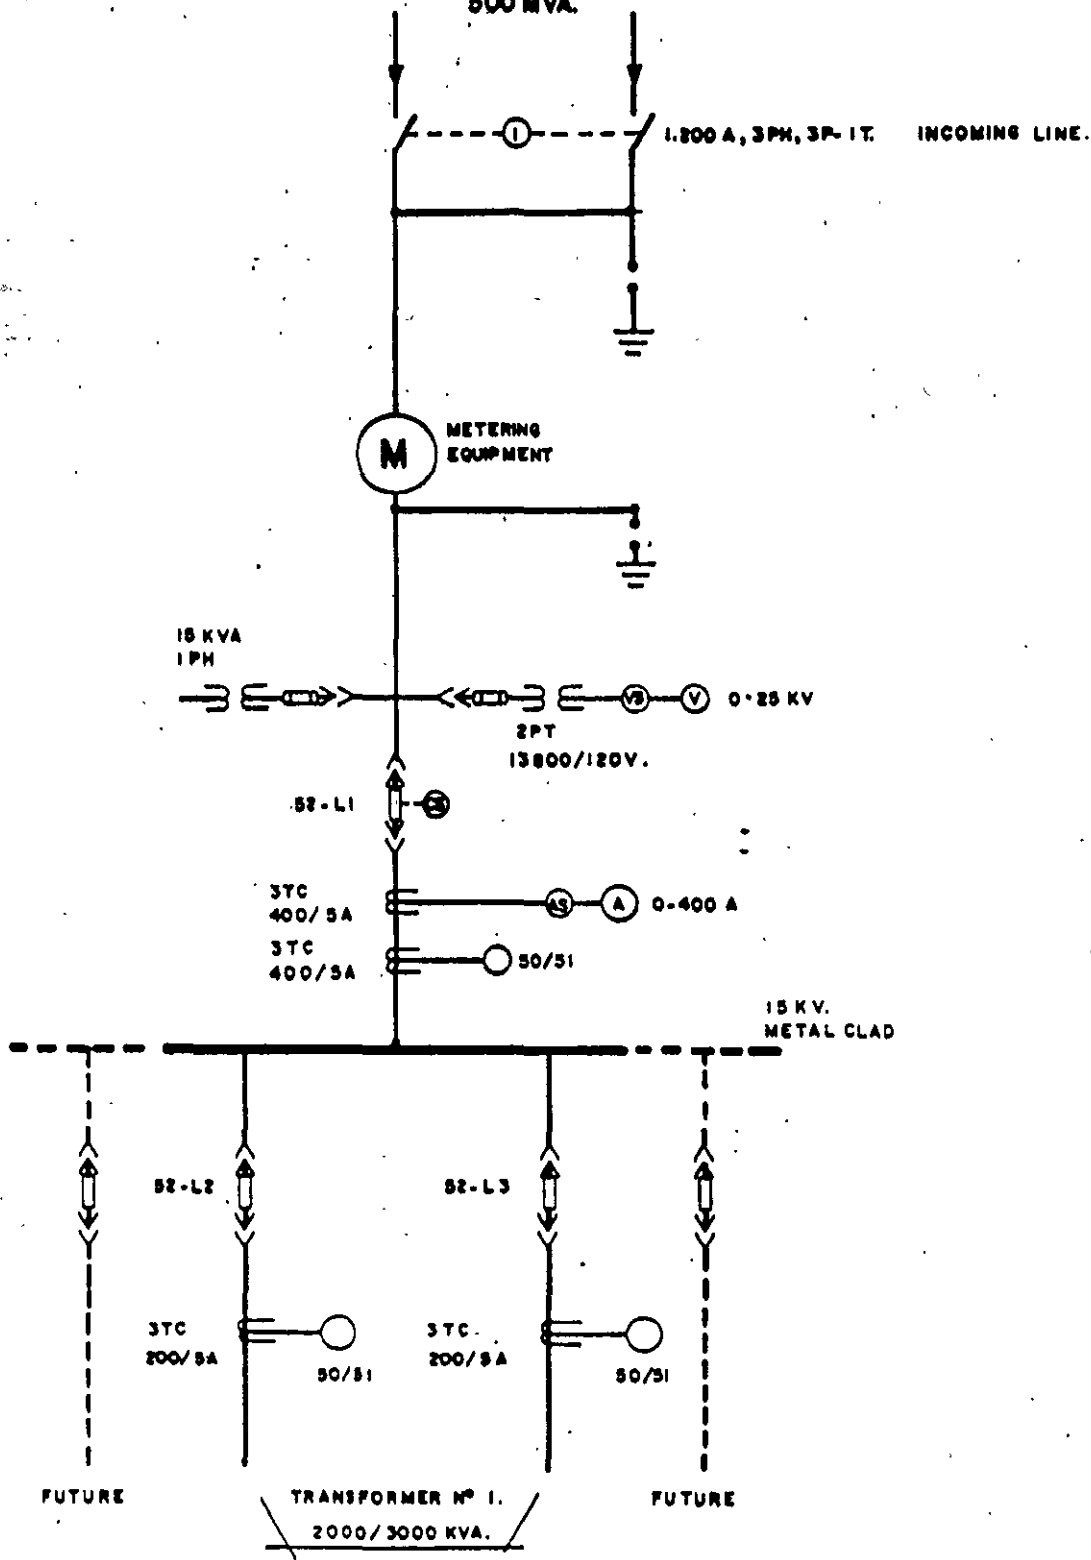 500 MVA.
I
1.200 A, 3PH, 3P-1T. INCOMING LINE.
M
METERING
EQUIPMENT
15 KVA
1 PH
VS
V
0-25 KV
2PT
13800/120V.
52-L1
3TC
400/5A
AS
A
0-400 A
3TC
400/5A
50/51
15 KV.
METAL CLAD
52-L2
52-L3
3TC
200/5A
50/51
3TC.
200/5A
50/51
FUTURE
TRANSFORMER Nº 1.
2000/3000 KVA.
FUTURE